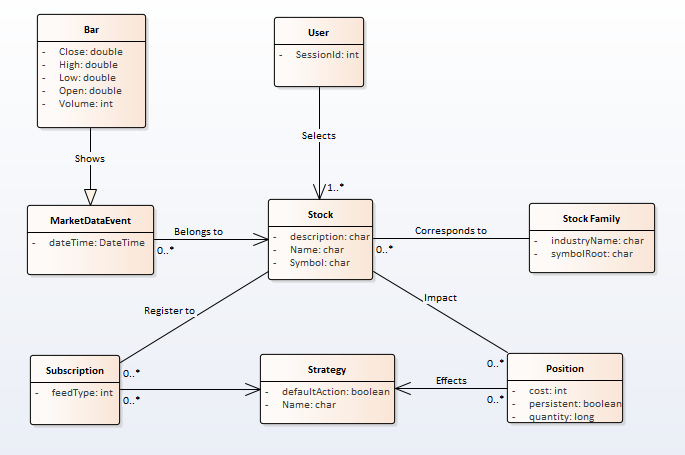 Bar
- Close: double
- High: double
- Low: double
- Open: double
- Volume: int
User
- SessionId: int
Shows
Selects
1..*
MarketDataEvent
- dateTime: DateTime
Belongs to
0..*
Stock
- description: char
- Name: char
- Symbol: char
Corresponds to
0..*
Stock Family
- industryName: char
- symbolRoot: char
Register to
0..*
Impact
0..*
Subscription
- feedType: int
0..*
Strategy
- defaultAction: boolean
- Name: char
Effects
0..*
Position
- cost: int
- persistent: boolean
- quantity: long